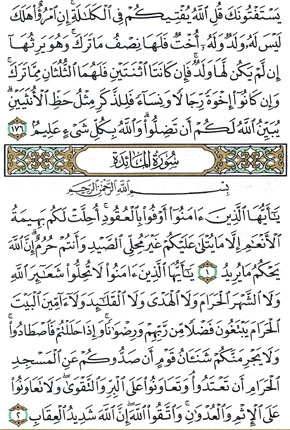 يَسْتَفْتُونَكَ قُلِ ٱللَّهُ يُفْتِيكُمْ فِى ٱلْكَلَٰلَةِ ۚ إِنِ ٱمْرُؤٌا۟ هَلَكَ
لَيْسَ لَهُۥ وَلَدٌ وَلَهُۥٓ أُخْتٌ فَلَهَا نِصْفُ مَا تَرَكَ ۚ وَهُوَ يَرِثُهَآ
إِن لَّمْ يَكُن لَّهَا وَلَدٌ ۚ فَإِن كَانَتَا ٱثْنَتَيْنِ فَلَهُمَا ٱلثُّلُثَانِ مِمَّا تَرَكَ ۚ
وَإِن كَانُوٓا۟ إِخْوَةً رِّجَالًا وَنِسَآءً فَلِلذَّكَرِ مِثْلُ حَظِّ ٱلْأُنثَيَيْنِ ۗ
يُبَيِّنُ ٱللَّهُ لَكُمْ أَن تَضِلُّوا۟ ۗ وَٱللَّهُ بِكُلِّ شَىْءٍ عَلِيمٌۢ ١٧٦
سُورَةُ المَائِدَةِ
بِسْمِ ٱللَّهِ ٱلرَّحْمَٰنِ ٱلرَّحِيمِ
يَٰٓأَيُّهَا ٱلَّذِينَ ءَامَنُوٓا۟ أَوْفُوا۟ بِٱلْعُقُودِ ۚ أُحِلَّتْ لَكُم بَهِيمَةُ
ٱلْأَنْعَٰمِ إِلَّا مَا يُتْلَىٰ عَلَيْكُمْ غَيْرَ مُحِلِّى ٱلصَّيْدِ وَأَنتُمْ حُرُمٌ ۗ إِنَّ ٱللَّهَ
يَحْكُمُ مَا يُرِيدُ ١ يَٰٓأَيُّهَا ٱلَّذِينَ ءَامَنُوا۟ لَا تُحِلُّوا۟ شَعَٰٓئِرَ ٱللَّهِ
وَلَا ٱلشَّهْرَ ٱلْحَرَامَ وَلَا ٱلْهَدْىَ وَلَا ٱلْقَلَٰٓئِدَ وَلَآ ءَآمِّينَ ٱلْبَيْتَ
ٱلْحَرَامَ يَبْتَغُونَ فَضْلًا مِّن رَّبِّهِمْ وَرِضْوَٰنًا ۚ وَإِذَا حَلَلْتُمْ فَٱصْطَادُوا۟ ۚ
وَلَا يَجْرِمَنَّكُمْ شَنَـَٔانُ قَوْمٍ أَن صَدُّوكُمْ عَنِ ٱلْمَسْجِدِ
ٱلْحَرَامِ أَن تَعْتَدُوا۟ ۘ وَتَعَاوَنُوا۟ عَلَى ٱلْبِرِّ وَٱلتَّقْوَىٰ ۖ وَلَا تَعَاوَنُوا۟
عَلَى ٱلْإِثْمِ وَٱلْعُدْوَٰنِ ۚ وَٱتَّقُوا۟ ٱللَّهَ ۖ إِنَّ ٱللَّهَ شَدِيدُ ٱلْعِقَابِ ٢